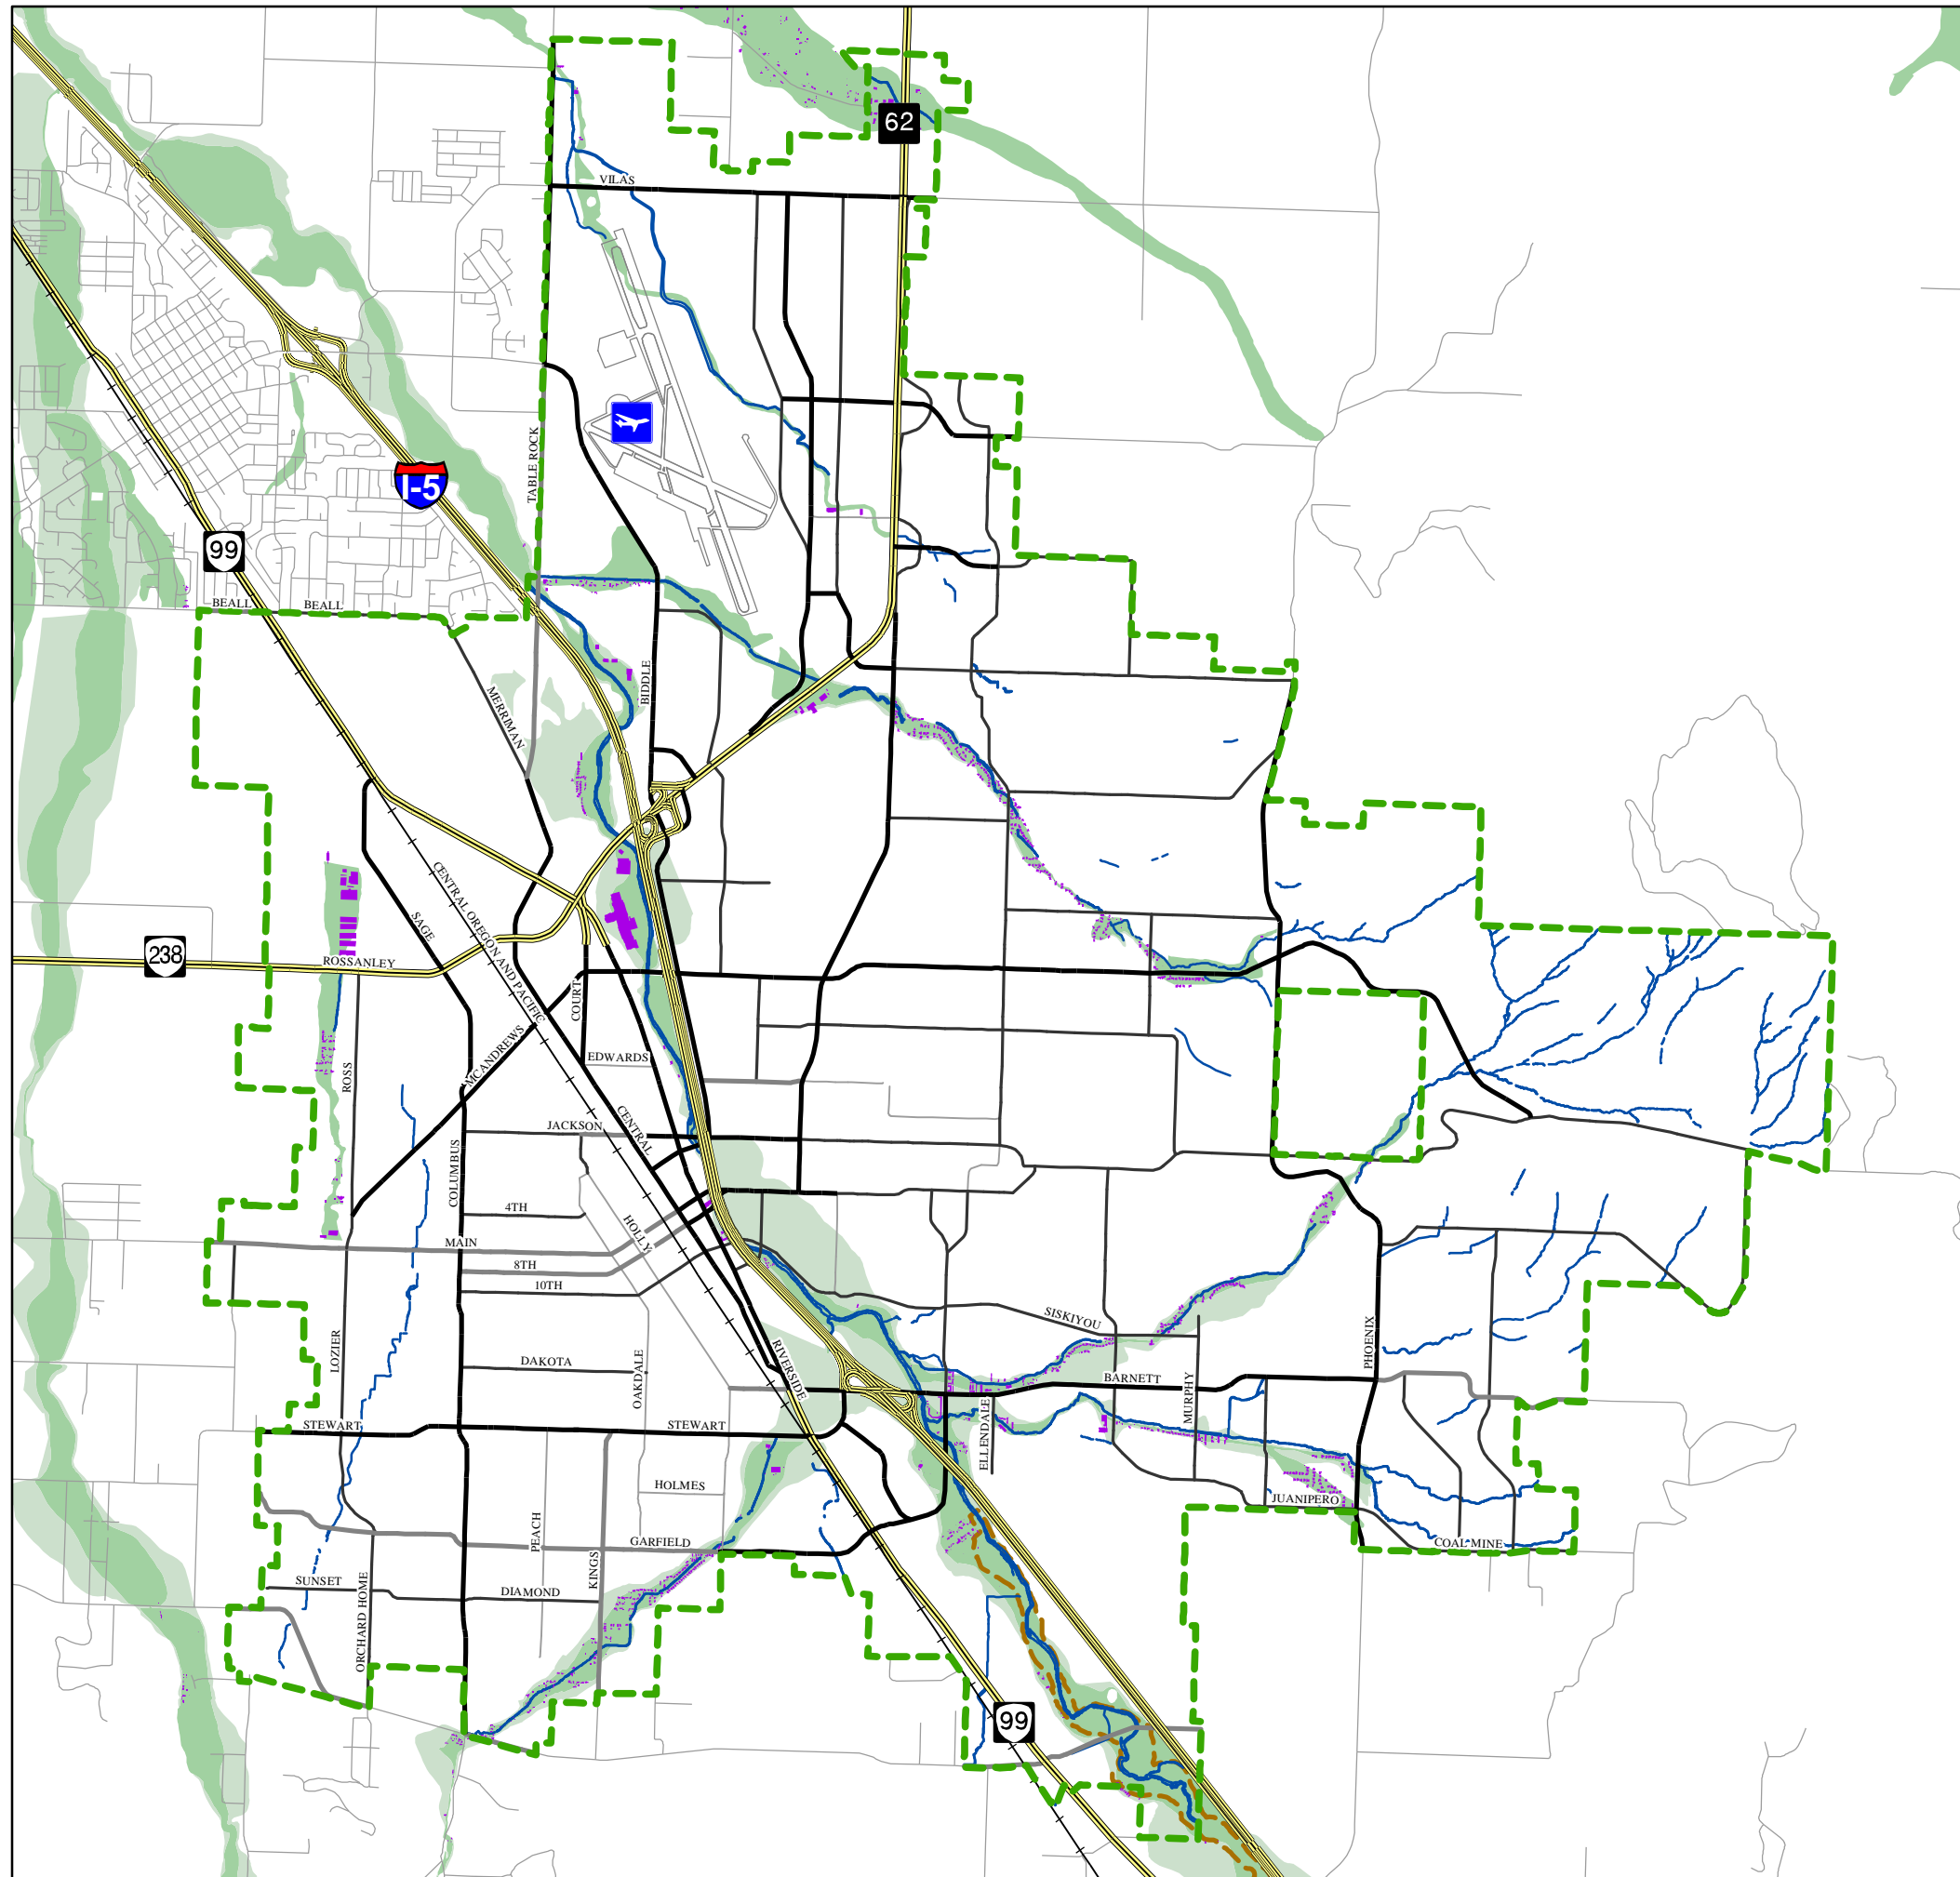 62
VILAS
TABLE ROCK
I-5
99
BEALL
BEALL
BIDDLE
MERRIMAN
CENTRAL OREGON AND PACIFIC
SAGE
238
ROSSANLEY
COURT
MCANDREWS
EDWARDS
ROSS
CENTRAL
JACKSON
COLUMBUS
4TH
HOLLY
MAIN
8TH
10TH
SISKIYOU
PHOENIX
LOZIER
RIVERSIDE
DAKOTA
OAKDALE
BARNETT
MURPHY
STEWART
STEWART
ELLENDALE
HOLMES
JUANIPERO
PEACH
GARFIELD
COAL MINE
KINGS
SUNSET
DIAMOND
ORCHARD HOME
99